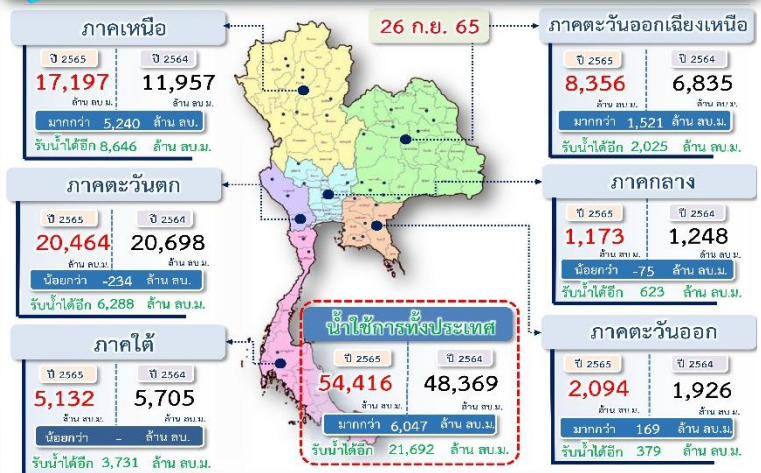 ภาคเหนือ
ปี 2565 ปี 2564
17,197 11,957
ล้าน ลบ.ม. ล้าน ลบ.ม.
มากกว่า 5,240 ล้าน ลบ.
รับน้ำได้อีก 8,646 ล้าน ลบ.ม.
26 ก.ย. 65
ภาคตะวันออกเฉียงเหนือ
ปี 2565 ปี 2564
8,356 6,835
ล้าน ลบ.ม. ล้าน ลบ.ม.
มากกว่า 1,521 ล้าน ลบ.ม.
รับน้ำได้อีก 2,025 ล้าน ลบ.ม.
ภาคตะวันตก
ปี 2565 ปี 2564
20,464 20,698
ล้าน ลบ.ม. ล้าน ลบ.ม.
น้อยกว่า -234 ล้าน ลบ.
รับน้ำได้อีก 6,288 ล้าน ลบ.ม.
ภาคกลาง
ปี 2565 ปี 2564
1,173 1,248
ล้าน ลบ.ม. ล้าน ลบ.ม.
น้อยกว่า -75 ล้าน ลบ.ม.
รับน้ำได้อีก 623 ล้าน ลบ.ม.
ภาคใต้
ปี 2565 ปี 2564
5,132 5,705
ล้าน ลบ.ม. ล้าน ลบ.ม.
น้อยกว่า - ล้าน ลบ.
รับน้ำได้อีก 3,731 ล้าน ลบ.ม.
น้ำใช้การทั้งประเทศ
ปี 2565 ปี 2564
54,416 48,369
ล้าน ลบ.ม. ล้าน ลบ.ม.
มากกว่า 6,047 ล้าน ลบ.ม.
รับน้ำได้อีก 21,692 ล้าน ลบ.ม.
ภาคตะวันออก
ปี 2565 ปี 2564
2,094 1,926
ล้าน ลบ.ม. ล้าน ลบ.ม.
มากกว่า 169 ล้าน ลบ.ม.
รับน้ำได้อีก 379 ล้าน ลบ.ม.